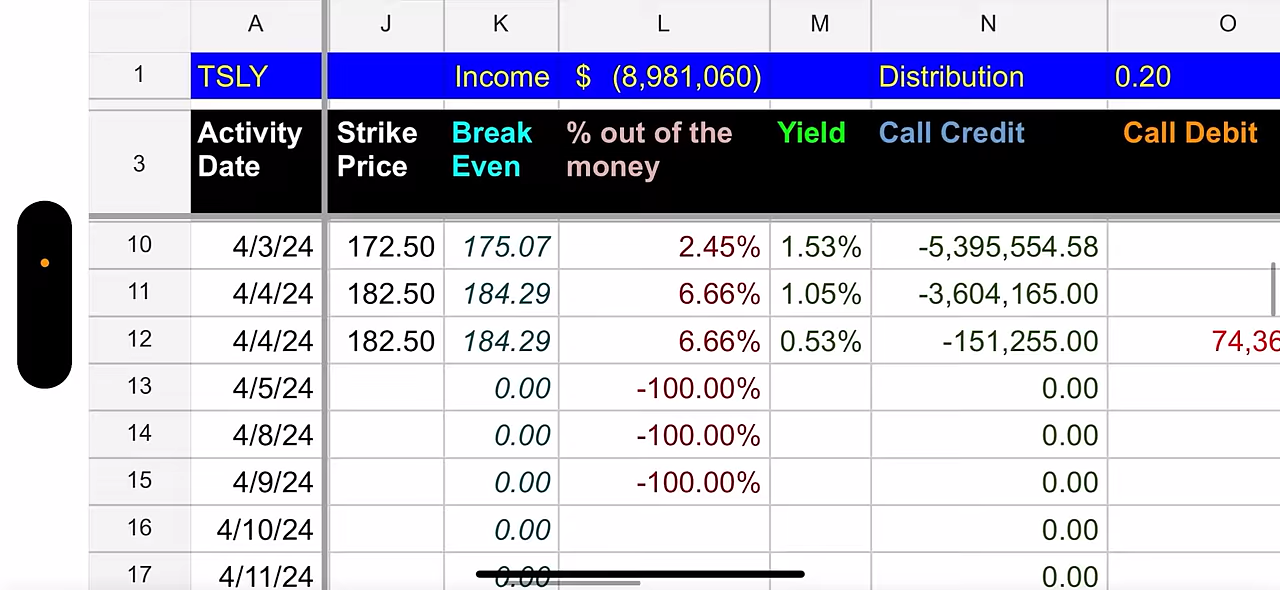 A J K L M N O
1 TSLY Income $ (8,981,060) Distribution 0.20
3 Activity Date Strike Price Break Even % out of the money Yield Call Credit Call Debit
10 4/3/24 172.50 175.07 2.45% 1.53% -5,395,554.58
11 4/4/24 182.50 184.29 6.66% 1.05% -3,604,165.00
12 4/4/24 182.50 184.29 6.66% 0.53% -151,255.00 74,36
13 4/5/24 0.00 -100.00% 0.00
14 4/8/24 0.00 -100.00% 0.00
15 4/9/24 0.00 -100.00% 0.00
16 4/10/24 0.00 0.00
17 4/11/24 0.00 0.00